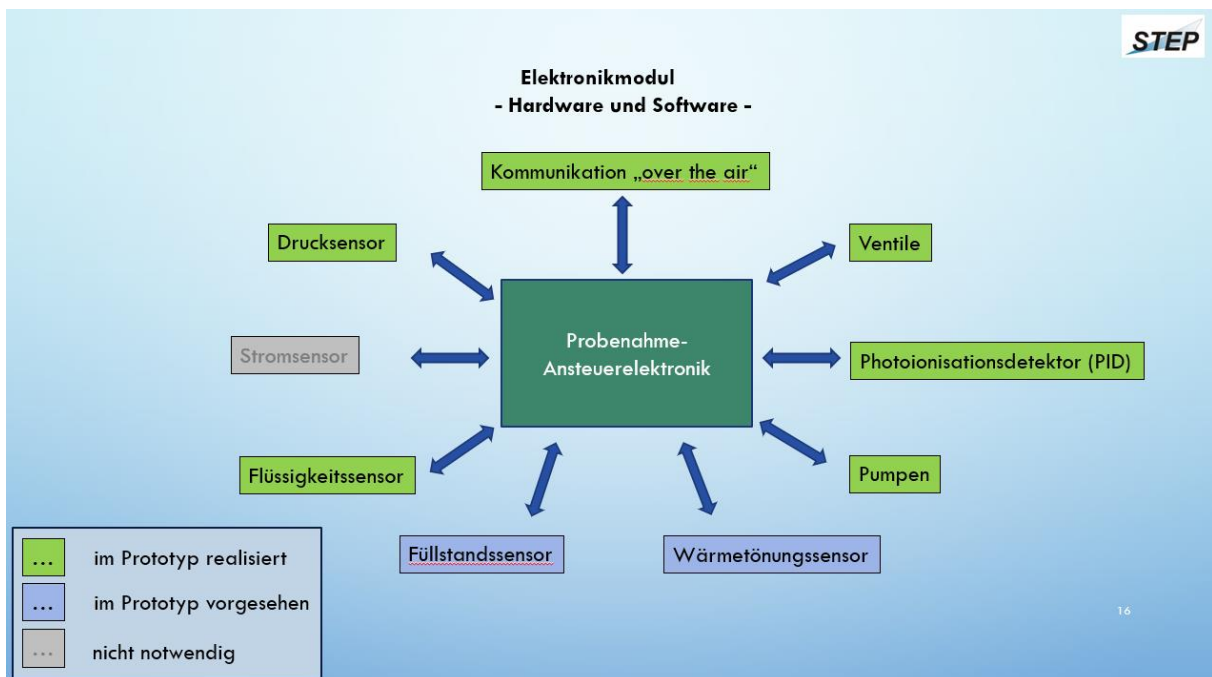 STEP
Elektronikmodul
- Hardware und Software -
Kommunikation „over the air“
Drucksensor
Ventile
Stromsensor
Probenahme-
Ansteuerelektronik
Photoionisationsdetektor (PID)
Flüssigkeitssensor
Pumpen
Füllstandssensor
Wärmetönungssensor
... im Prototyp realisiert
... im Prototyp vorgesehen
... nicht notwendig
16